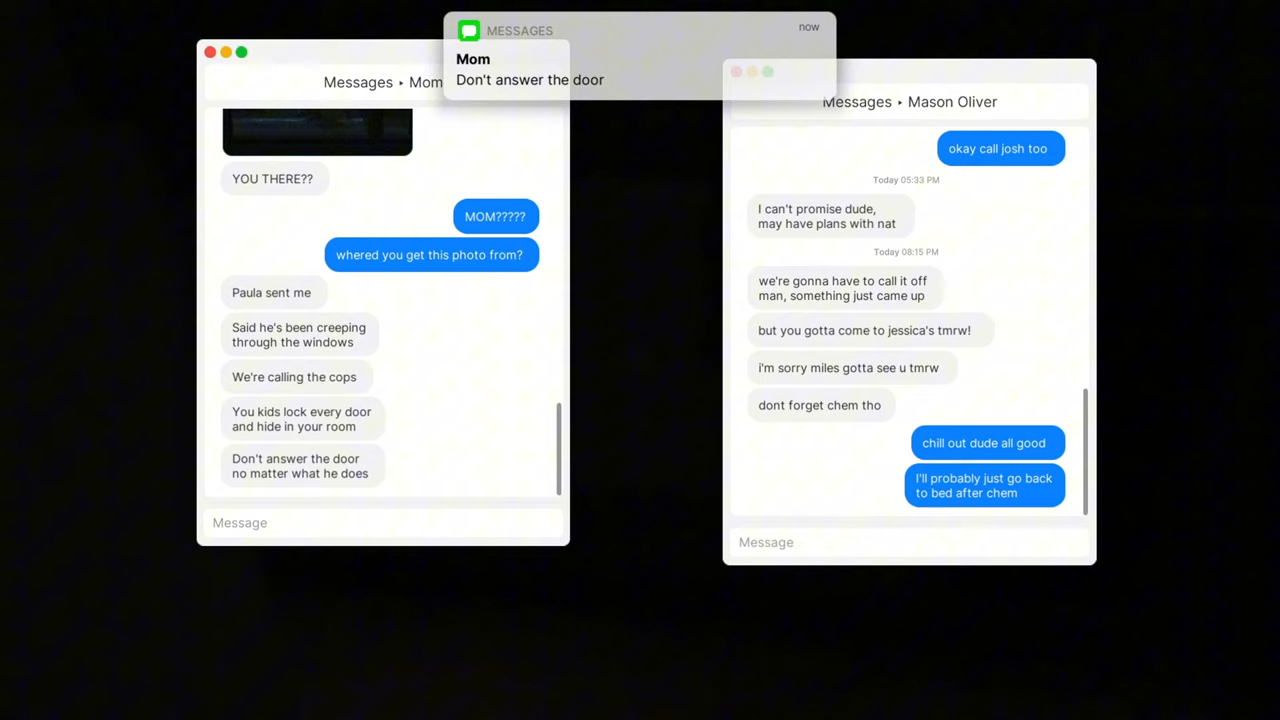 MESSAGES
now
Mom
Don't answer the door
Messages ‣ Mom
YOU THERE??
MOM?????
whered you get this photo from?
Paula sent me
Said he's been creeping
through the windows
We're calling the cops
You kids lock every door
and hide in your room
Don't answer the door
no matter what he does
Message
Messages ‣ Mason Oliver
okay call josh too
Today 05:33 PM
I can't promise dude,
may have plans with nat
Today 08:15 PM
we're gonna have to call it off
man, something just came up
but you gotta come to jessica's tmrw!
i'm sorry miles gotta see u tmrw
dont forget chem tho
chill out dude all good
I'll probably just go back
to bed after chem
Message